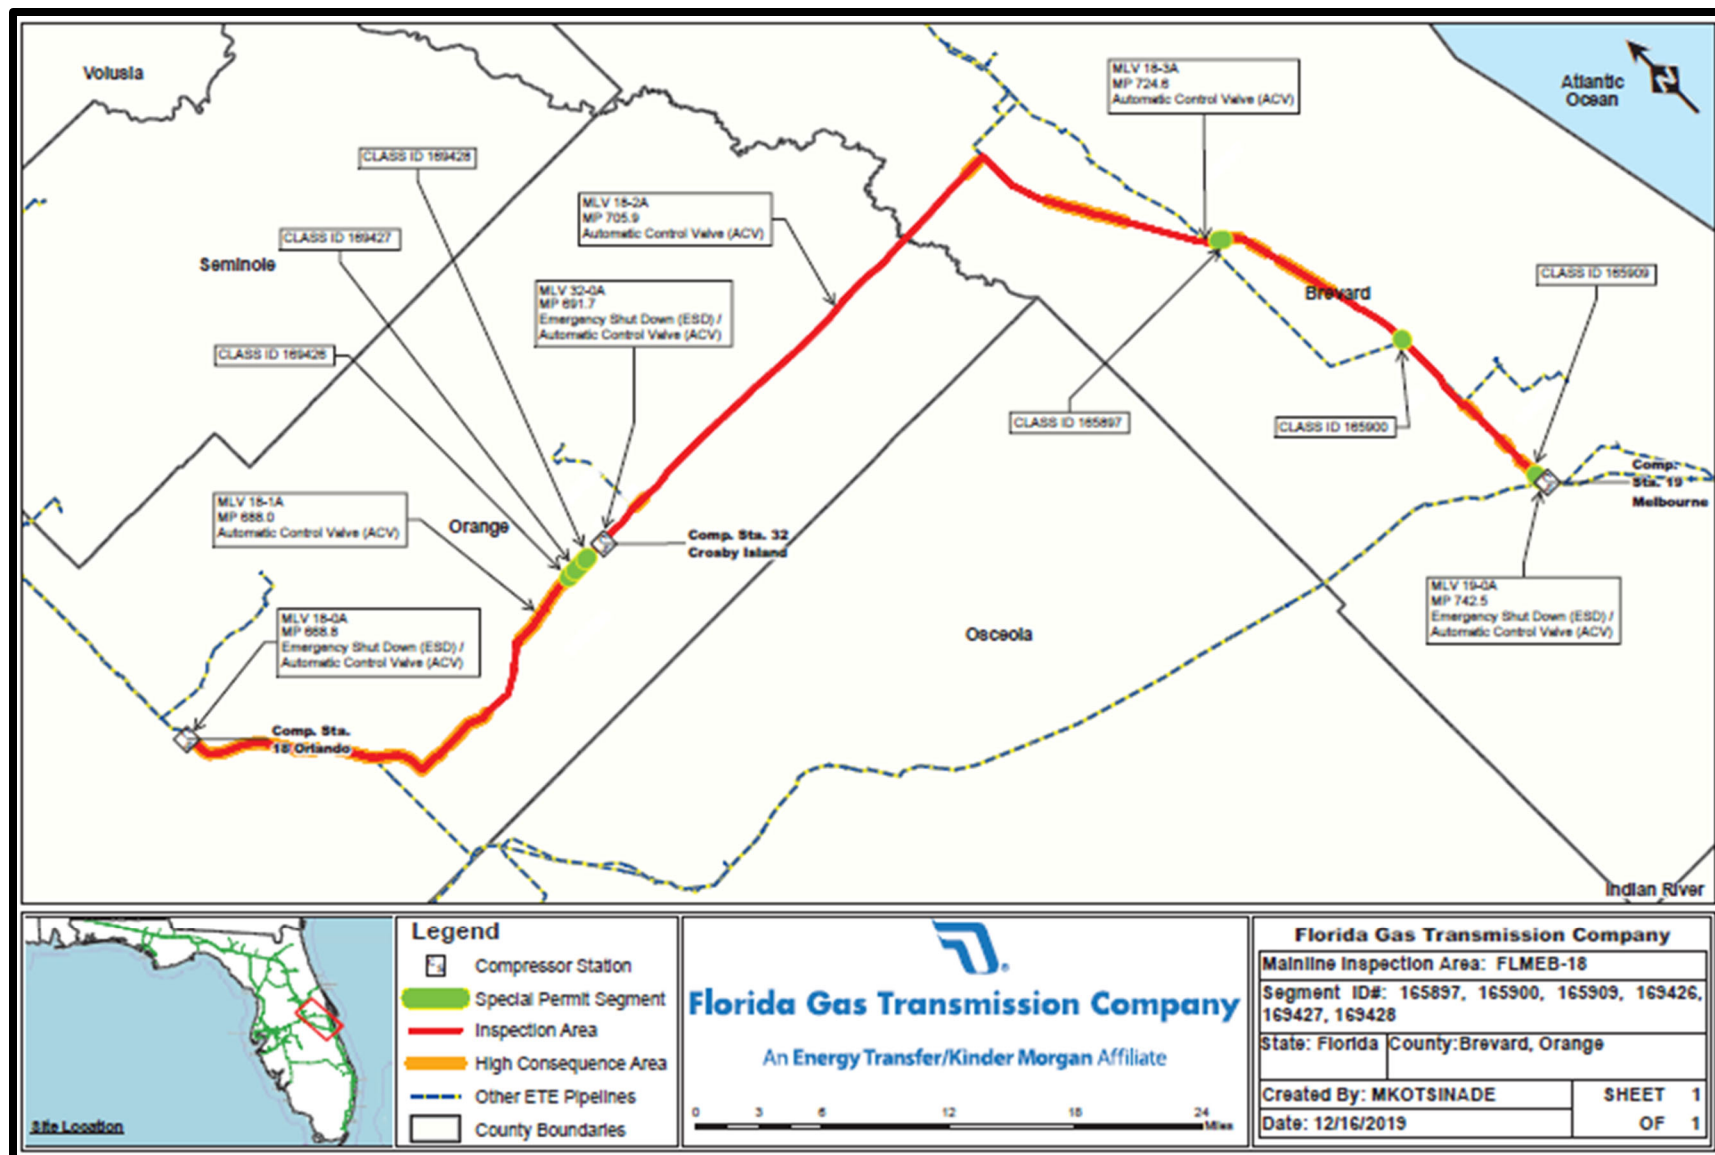 Volusia
Atlantic
Ocean
MLV 18-3A
MP 724.6
Automatic Control Valve (ACV)
CLASS ID 169428
MLV 18-2A
MP 705.9
Automatic Control Valve (ACV)
CLASS ID 169427
Seminole
CLASS ID 165909
MLV 32-0A
MP 691.7
Emergency Shut Down (ESD) /
Automatic Control Valve (ACV)
Brevard
CLASS ID 169426
CLASS ID 165897
CLASS ID 165900
Comp.
Sta. 19
Melbourne
MLV 18-1A
MP 688.0
Automatic Control Valve (ACV)
Orange
Comp. Sta. 32
Crosby Island
MLV 19-0A
MP 742.5
Emergency Shut Down (ESD) /
Automatic Control Valve (ACV)
MLV 18-0A
MP 668.8
Emergency Shut Down (ESD) /
Automatic Control Valve (ACV)
Osceola
Comp. Sta.
18 Orlando
Indian River
Site Location
Legend
Compressor Station
Special Permit Segment
Inspection Area
High Consequence Area
Other ETE Pipelines
County Boundaries
Florida Gas Transmission Company
An Energy Transfer/Kinder Morgan Affiliate
0 3 6 12 18 24
Miles
Florida Gas Transmission Company
Mainline Inspection Area: FLMEB-18
Segment ID#: 165897, 165900, 165909, 169426,
169427, 169428
State: Florida County:Brevard, Orange
Created By: MKOTSINADE SHEET 1
Date: 12/16/2019 OF 1